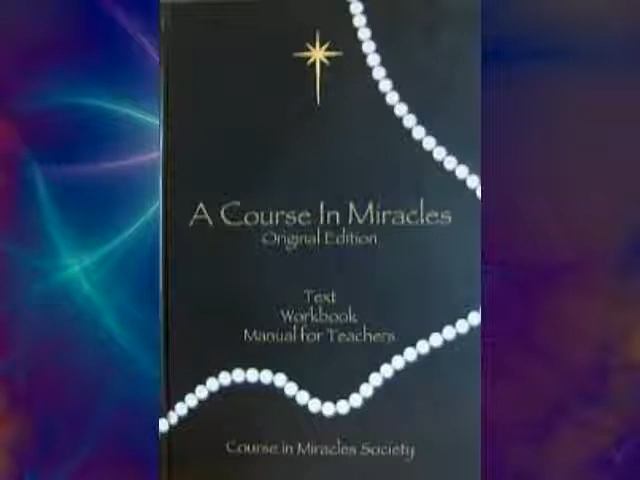 A Course In Miracles
Original Edition
Text
Workbook
Manual for Teachers
Course in Miracles Society